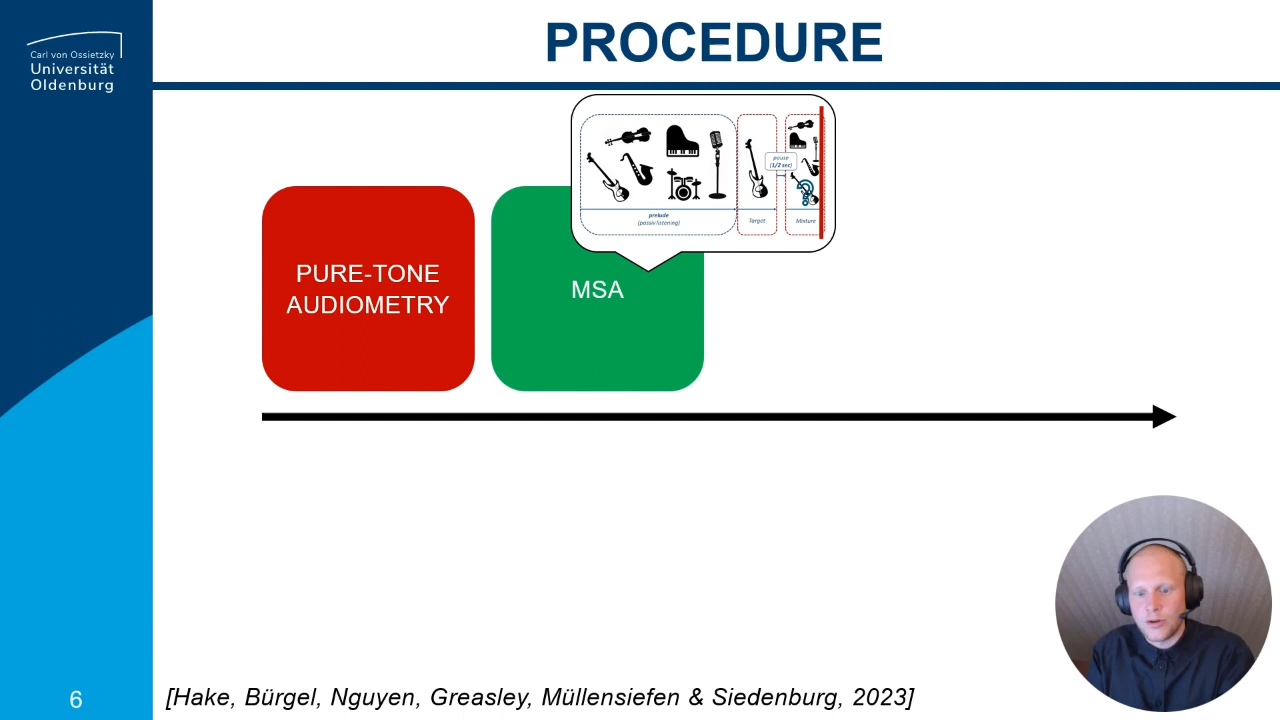 PROCEDURE
Carl von Ossietzky
Universität
Oldenburg
pause
(1/2 sec)
prelude
(passiv listening)
Target
Mixture
PURE-TONE
AUDIOMETRY
MSA
6
[Hake, Bürgel, Nguyen, Greasley, Müllensiefen & Siedenburg, 2023]